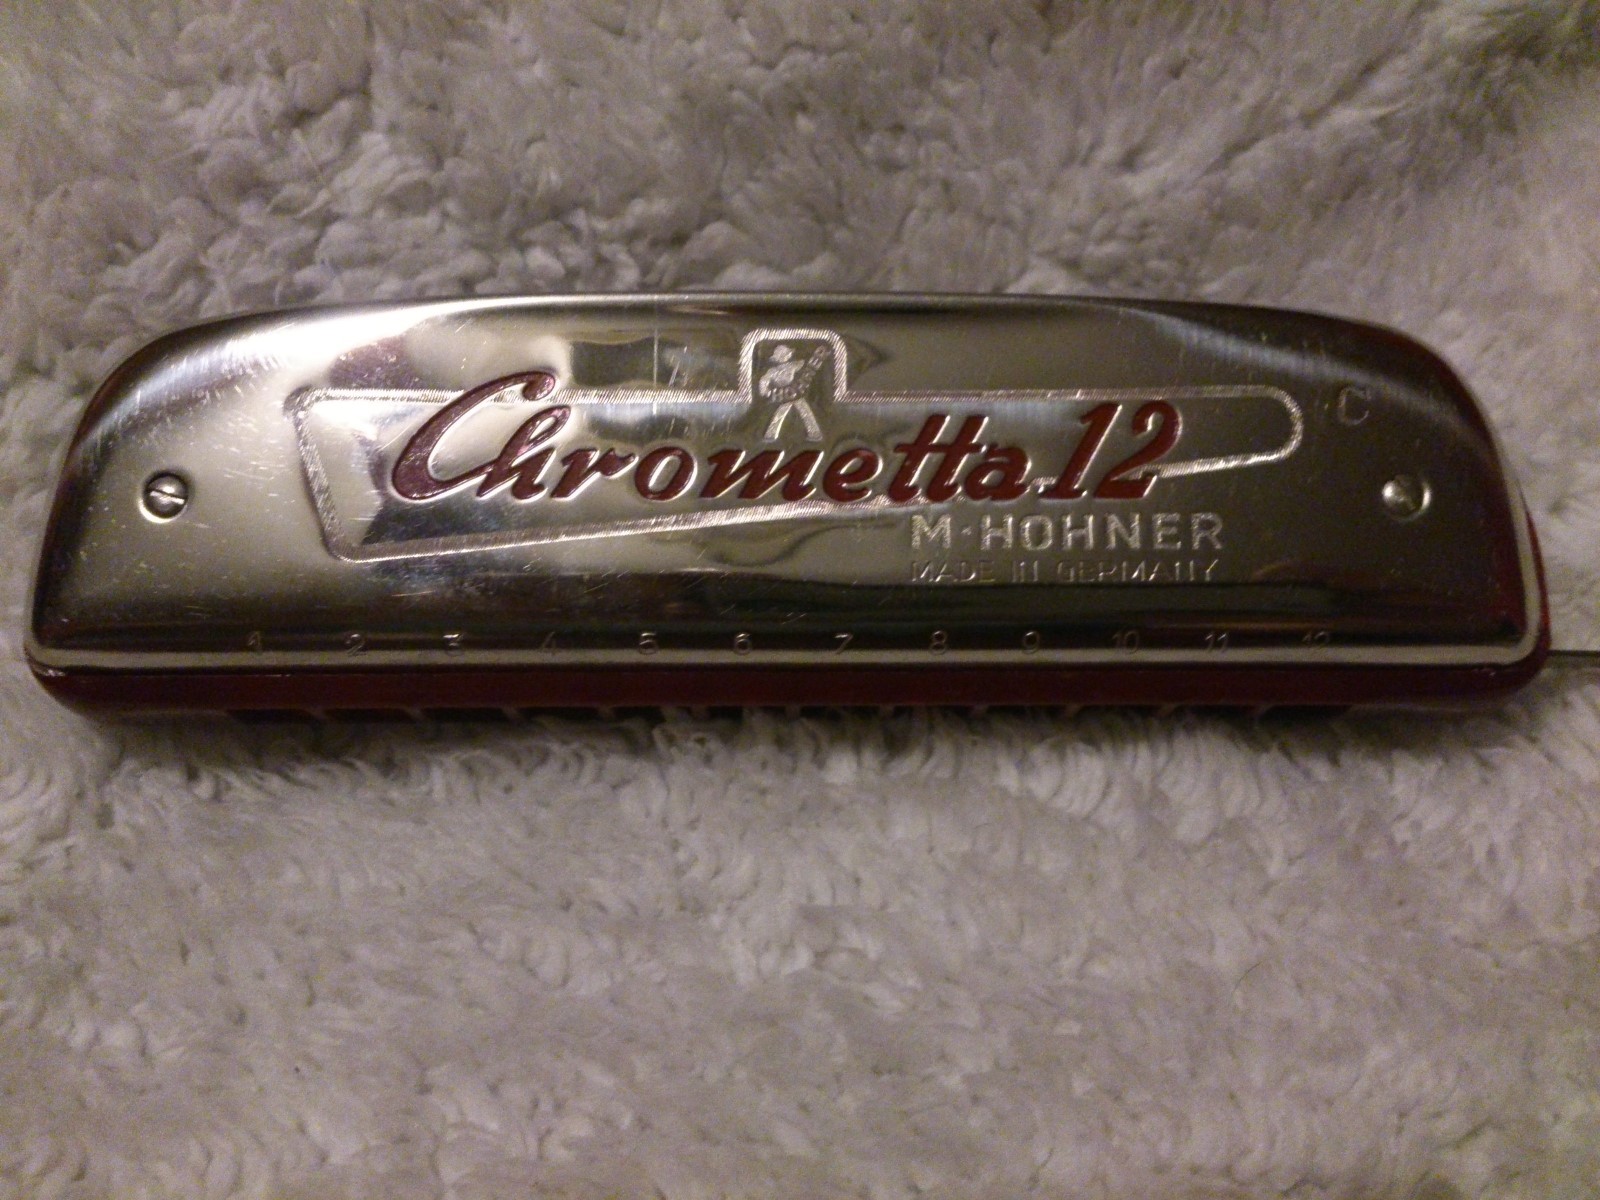 HOHNER
Chrometta 12
C
M·HOHNER
MADE IN GERMANY
1 2 3 4 5 6 7 8 9 10 11 12